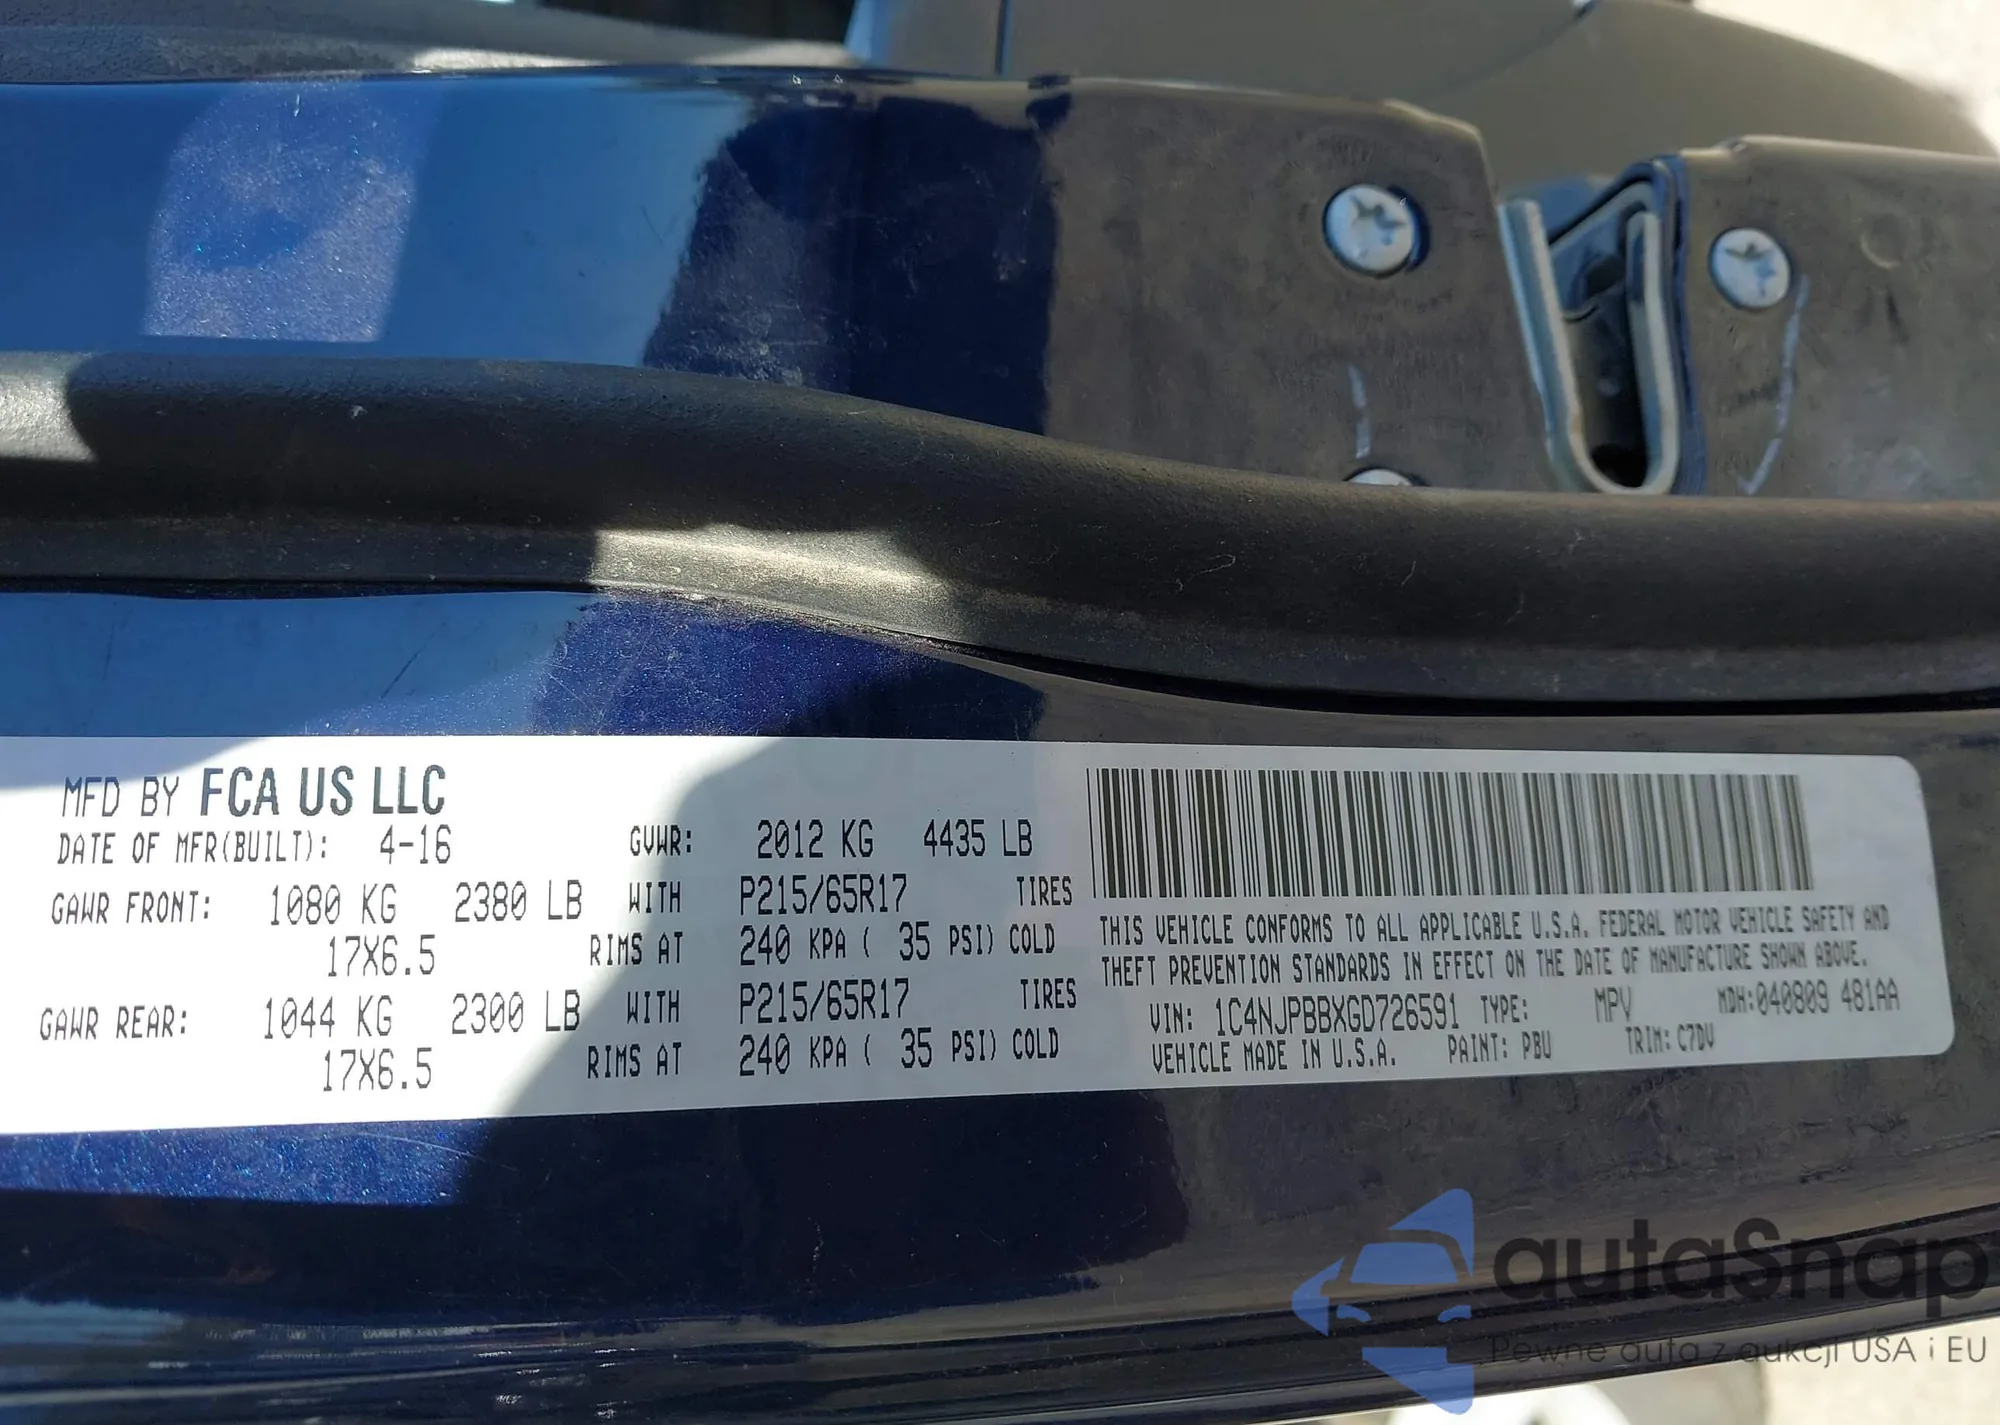 MFD BY FCA US LLC
DATE OF MFR(BUILT): 4-16 GVWR: 2012 KG 4435 LB
GAWR FRONT: 1080 KG 2380 LB WITH P215/65R17 TIRES
17X6.5 RIMS AT 240 KPA ( 35 PSI) COLD
GAWR REAR: 1044 KG 2300 LB WITH P215/65R17 TIRES
17X6.5 RIMS AT 240 KPA ( 35 PSI) COLD
THIS VEHICLE CONFORMS TO ALL APPLICABLE U.S.A. FEDERAL MOTOR VEHICLE SAFETY AND
THEFT PREVENTION STANDARDS IN EFFECT ON THE DATE OF MANUFACTURE SHOWN ABOVE.
VIN: 1C4NJPBBXGD726591 TYPE: MPV MDH:040809 481AA
VEHICLE MADE IN U.S.A. PAINT: PBU TRIM: C7DV
autaSnap
Pewne auta z aukcji USA i EU